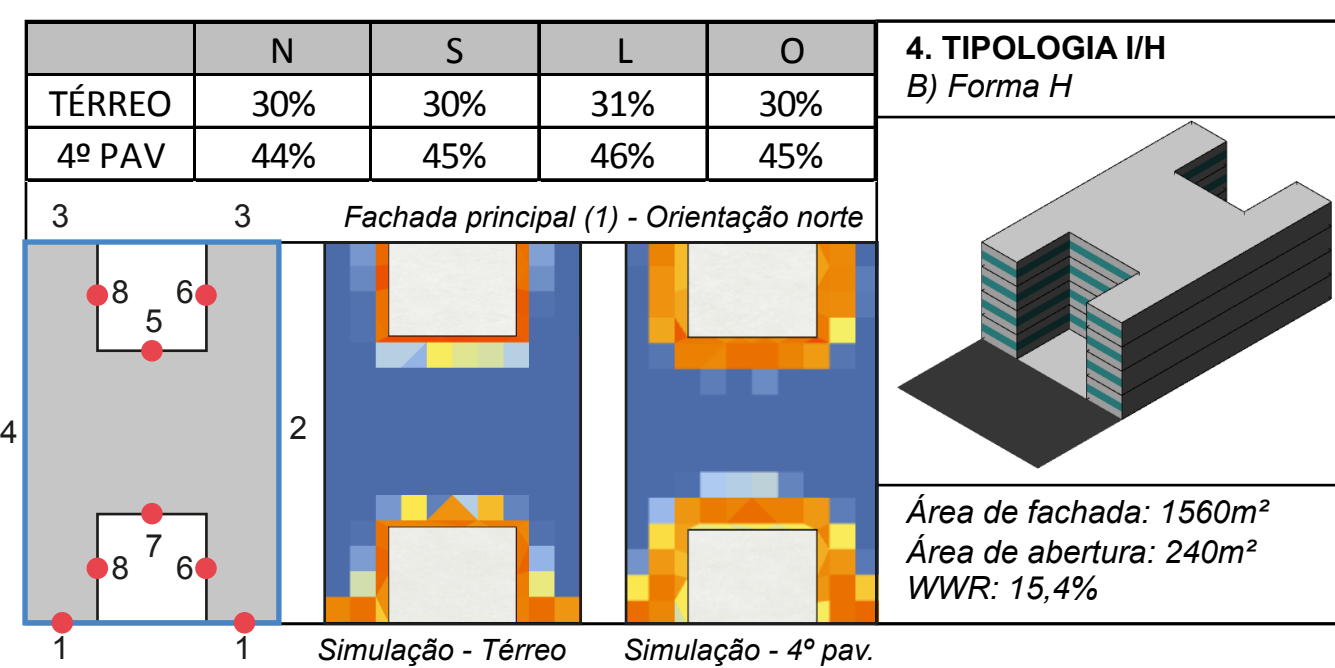 N S L O
TÉRREO 30% 30% 31% 30%
4º PAV 44% 45% 46% 45%
4. TIPOLOGIA I/H
B) Forma H
3 3
Fachada principal (1) - Orientação norte
8 6
5
4 2
7
8 6
1 1
Simulação - Térreo Simulação - 4º pav.
Área de fachada: 1560m²
Área de abertura: 240m²
WWR: 15,4%